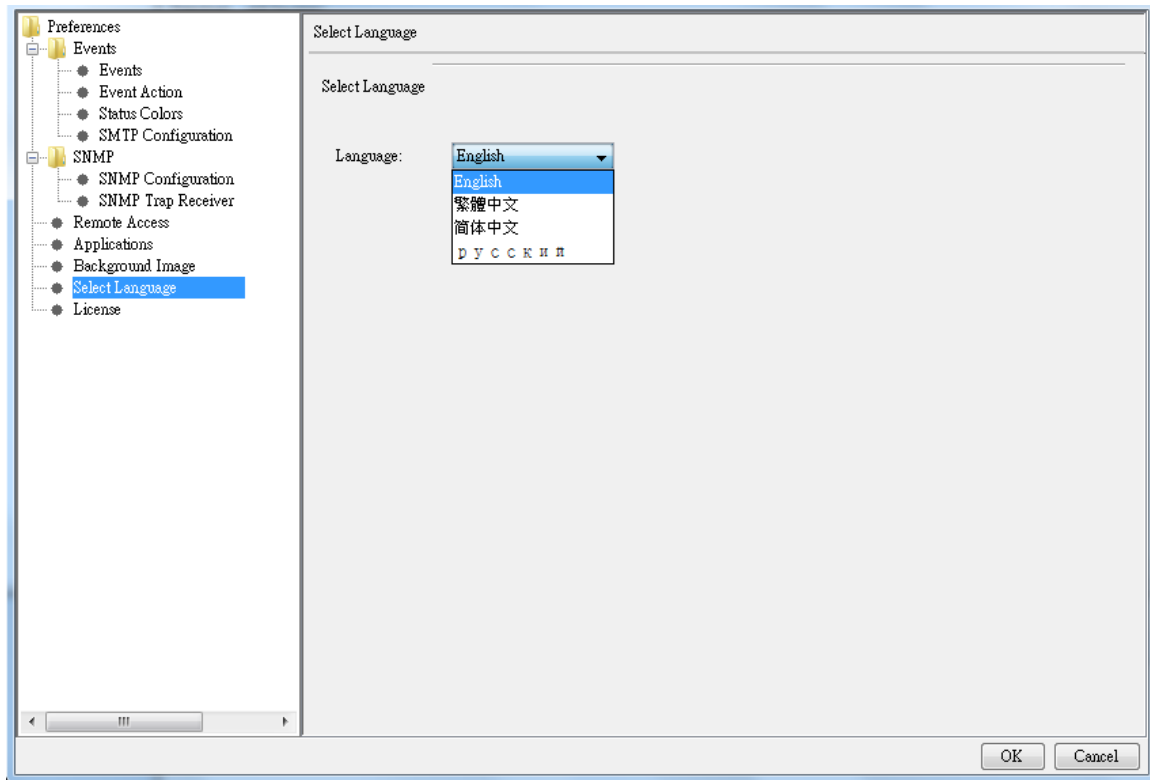 Preferences
Events
Events
Event Action
Status Colors
SMTP Configuration
SNMP
SNMP Configuration
SNMP Trap Receiver
Remote Access
Applications
Background Image
Select Language
License
Select Language
Select Language
Language: English
English
繁體中文
简体中文
русский
OK Cancel